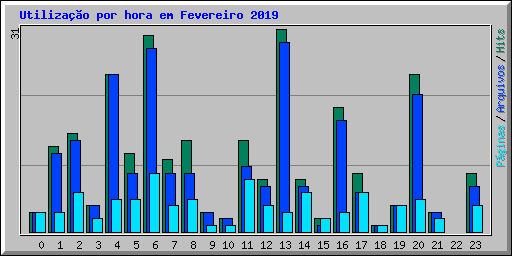 Utilização por hora em Fevereiro 2019
31
Páginas / Arquivos / Hits
0 1 2 3 4 5 6 7 8 9 10 11 12 13 14 15 16 17 18 19 20 21 22 23